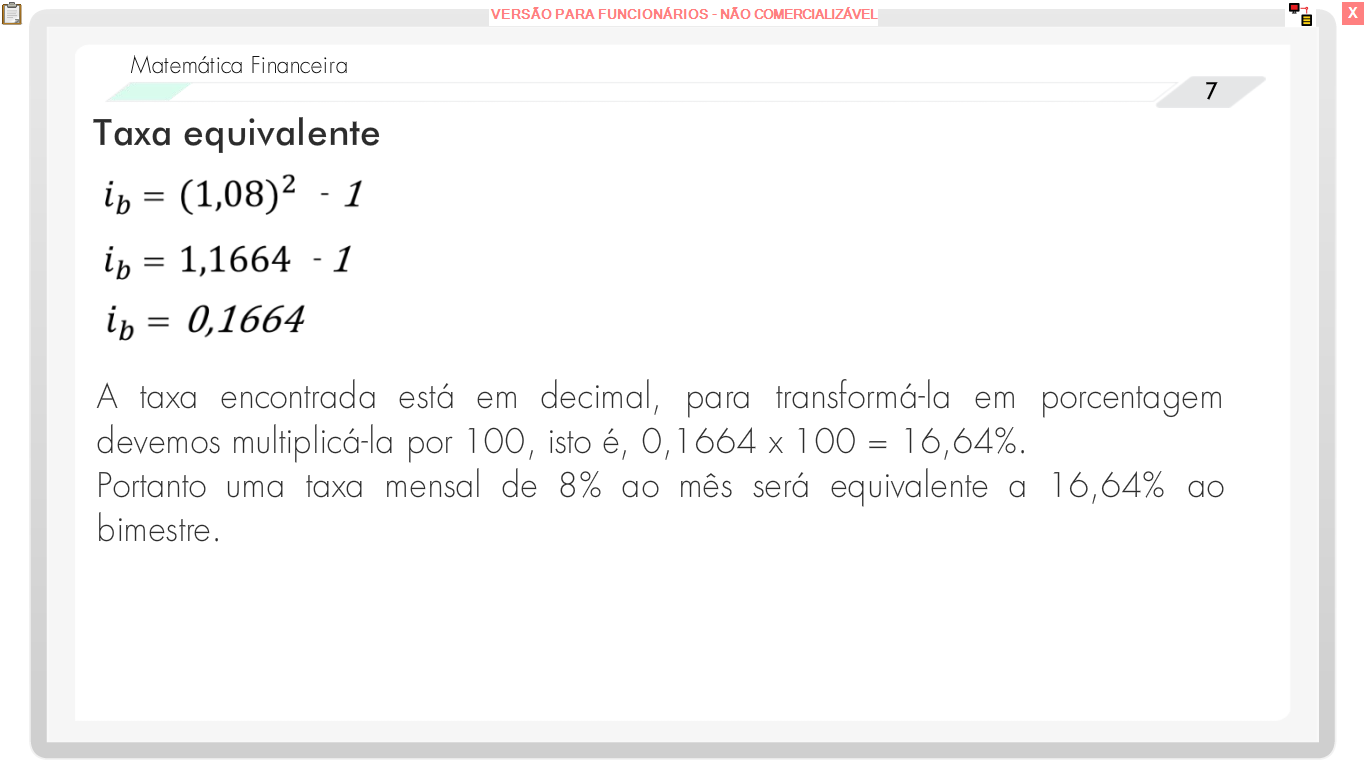 VERSÃO PARA FUNCIONÁRIOS - NÃO COMERCIALIZÁVEL
X
Matemática Financeira
7
Taxa equivalente
i_b = (1,08)² - 1
i_b = 1,1664 - 1
i_b = 0,1664
A taxa encontrada está em decimal, para transformá-la em porcentagem
devemos multiplicá-la por 100, isto é, 0,1664 x 100 = 16,64%.
Portanto uma taxa mensal de 8% ao mês será equivalente a 16,64% ao
bimestre.